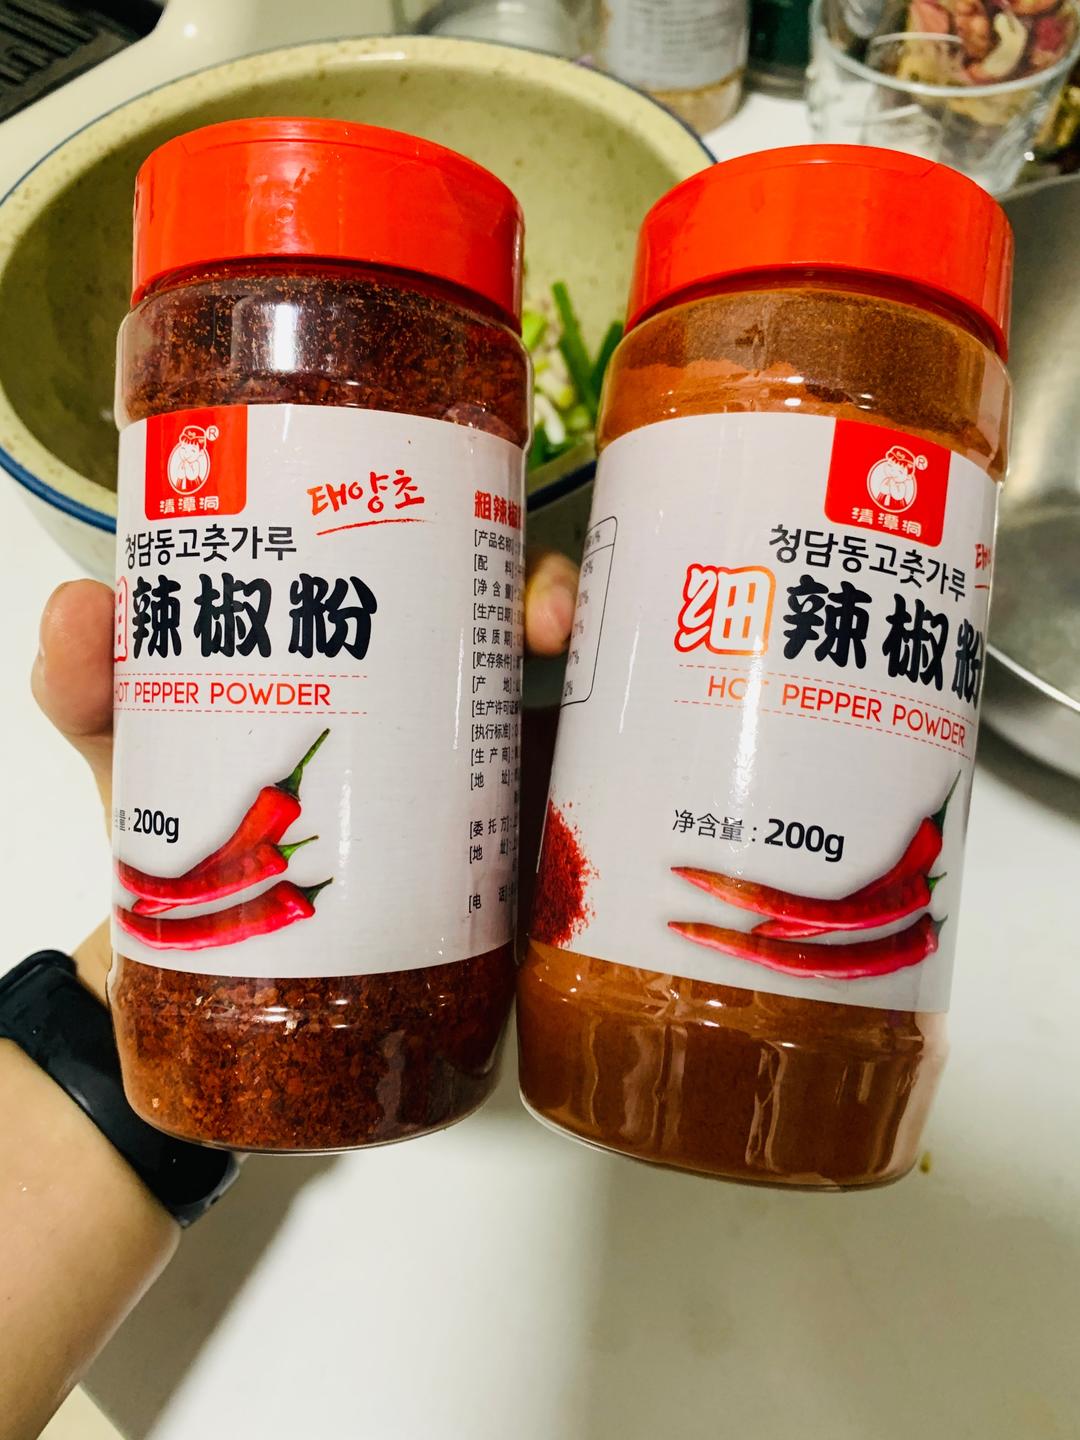 清潭洞
청담동고춧가루
태양초
辣椒粉
HOT PEPPER POWDER
200g
粗辣椒
[产品名称]
[配 料]
[净含量]
[生产日期]
[保质期]
[贮存条件]
[产 地]
[生产许可证
[执行标准]
[生产商]
[地 址]
[委托方]
[地 址]
[电 话]
清潭洞
청담동고춧가루
细辣椒粉
HOT PEPPER POWDER
净含量:200g